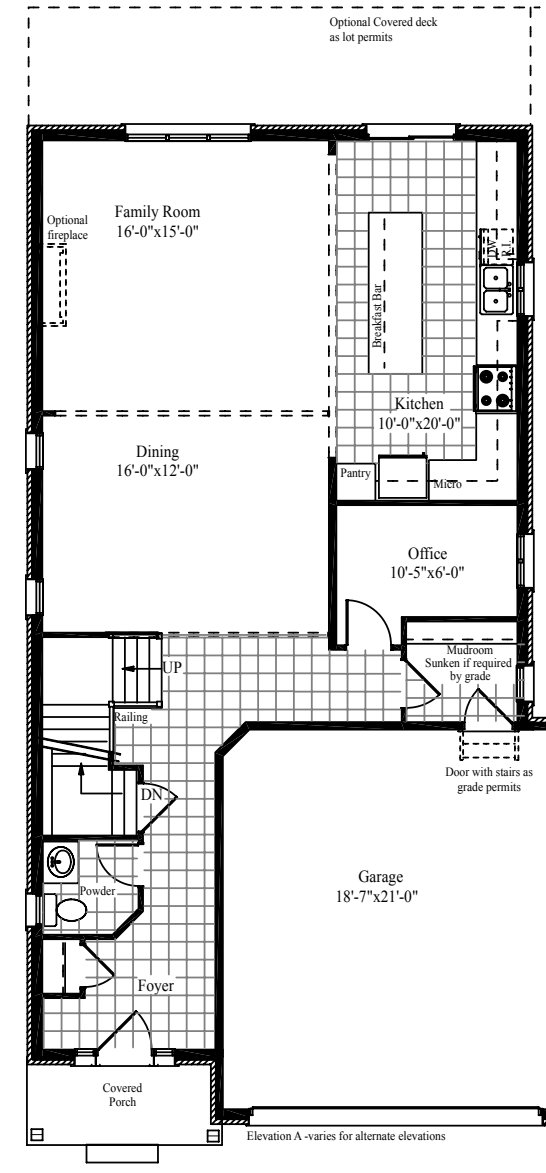 Optional Covered deck
as lot permits
Family Room
16'-0"x15'-0"
Optional
fireplace
DW
R.I.
Breakfast Bar
Kitchen
10'-0"x20'-0"
Dining
16'-0"x12'-0"
Pantry
Micro
Office
10'-5"x6'-0"
Mudroom
Sunken if required
by grade
UP
Railing
Door with stairs as
grade permits
DN
Garage
18'-7"x21'-0"
Powder
Foyer
Covered
Porch
Elevation A -varies for alternate elevations